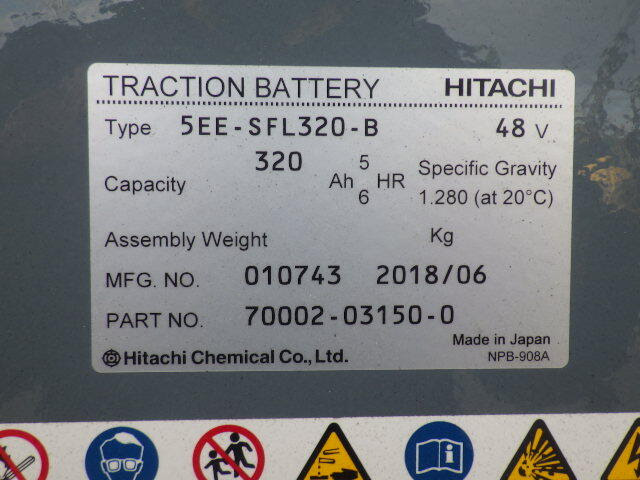 TRACTION BATTERY HITACHI
Type 5EE-SFL320-B 48 V
Capacity 320 Ah 5 HR Specific Gravity
6 1.280 (at 20°C)
Assembly Weight Kg
MFG. NO. 010743 2018/06
PART NO. 70002-03150-0
Hitachi Chemical Co., Ltd. Made in Japan
NPB-908A